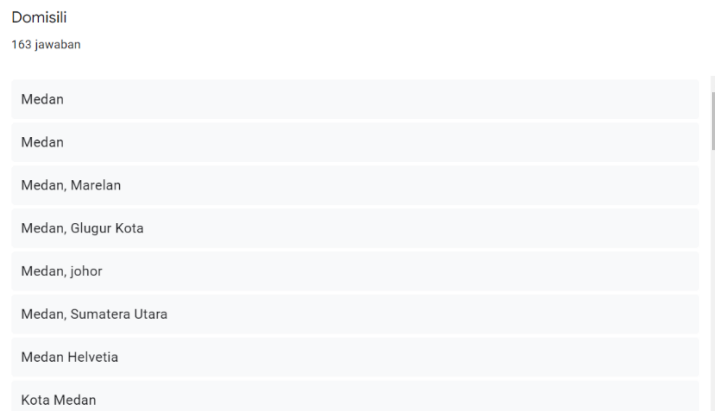 Domisili
163 jawaban
Medan
Medan
Medan, Marelan
Medan, Glugur Kota
Medan, johor
Medan, Sumatera Utara
Medan Helvetia
Kota Medan